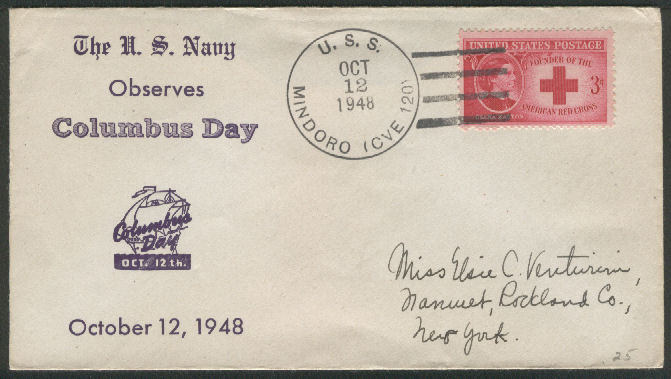 The U. S. Navy
Observes
Columbus Day
Columbus
Day
OCT. 12th.
October 12, 1948
U. S. S.
OCT
12
1948
MINDORO (CVE 120)
UNITED STATES POSTAGE
FOUNDER OF THE
3¢
AMERICAN RED CROSS
CLARA BARTON
Miss Elsie C. Venturini,
Nanuet, Rockland Co.,
New York.
25